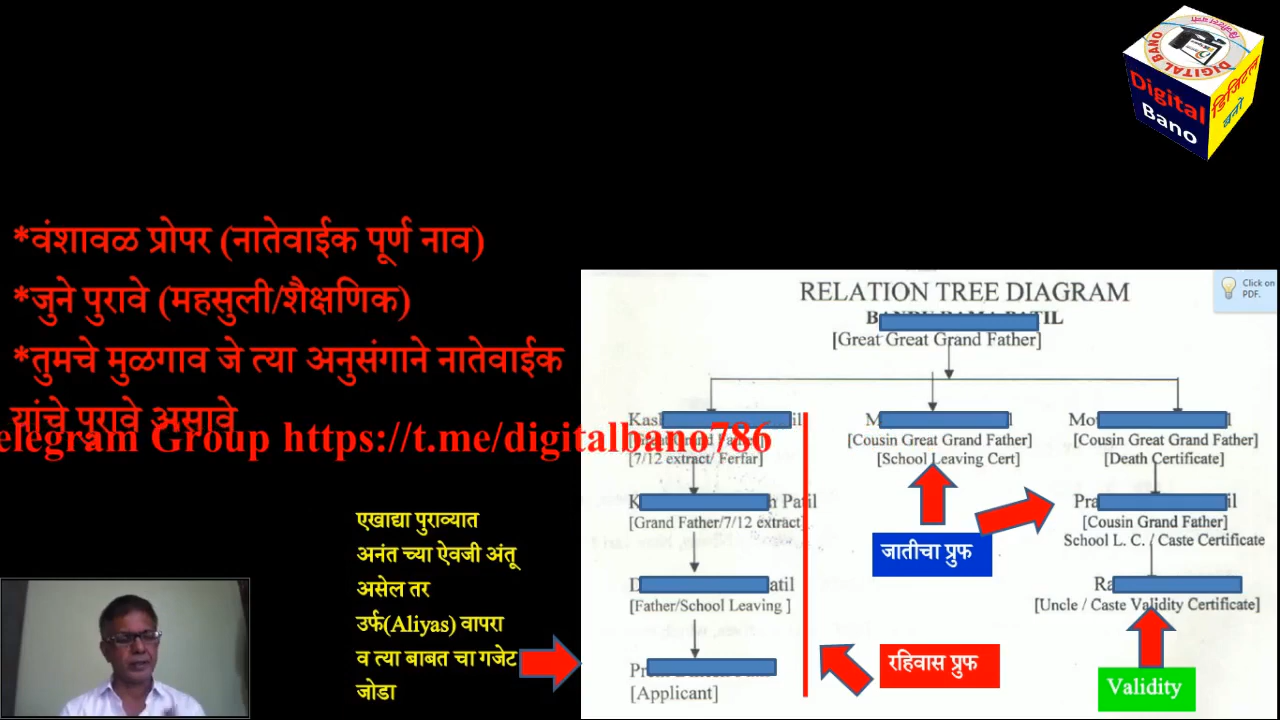 DIGITAL BANO
Digital
Bano
डिजिटल
बनो
*वंशावळ प्रोपर (नातेवाईक पूर्ण नाव)
*जुने पुरावे (महसुली/शैक्षणिक)
*तुमचे मुळगाव जे त्या अनुसंगाने नातेवाईक
यांचे पुरावे असावे
elegram Group https://t.me/digitalbano786
एखाद्या पुराव्यात
अनंत च्या ऐवजी अंतू
असेल तर
उर्फ(Aliyas) वापरा
व त्या बाबत चा गजेट
जोडा
Click on
PDF.
RELATION TREE DIAGRAM
[Great Great Grand Father]
[7/12 extract/ Ferfar]
Patil
[Grand Father/7/12 extract]
[Father/School Leaving ]
[Applicant]
[Cousin Great Grand Father]
[School Leaving Cert]
[Cousin Great Grand Father]
[Death Certificate]
[Cousin Grand Father]
School L. C. / Caste Certificate
[Uncle / Caste Validity Certificate]
जातीचा प्रुफ
रहिवास प्रुफ
Validity